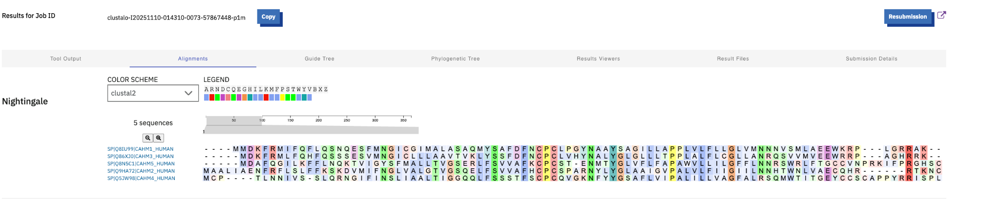 Results for Job ID
clustalo-I20251110-014310-0073-57867448-p1m
Copy
Resubmission
Tool Output
Alignments
Guide Tree
Phylogenetic Tree
Results Viewers
Result Files
Submission Details
COLOR SCHEME
LEGEND
clustal2
ARNDCQEGHILKMFPSTWYVBXZ
Nightingale
5 sequences
50 100 150 200 250 300 350
1
SP|Q8IU99|CAHM1_HUMAN ----MMDKFRMIFQFLQSNQESFMNGICGIMALASAQMYSAFDFNCPCLPGYNAAYSAGILLAPPLVLFLLGLVMNNNVSMLAEEWKRP---LGRRAK--
SP|Q86XJ0|CAHM3_HUMAN -----MDKFRMLFQHFQSSSESVMNGICLLLAAVTVKLYSSFDFNCPCLVHYNALYGLGLLLTPPLALFLCGLLANRQSVVMVEEWRRP---AGHRRK--
SP|Q8N5C1|CAHM5_HUMAN -----MDAFQGILKFFLNQKTVIGYSFMALLTVGSERLFSVVAFKCPCST-ENMTYGLVFLFAPAWVLLILGFFLNNRSWRLFTGCCVNPRKIFPRGHSC
SP|Q9HA72|CAHM2_HUMAN MAALIAENFRFLSLFFKSKDVMIFNGLVALGTVGSQELFSVVAFHCPCSPARNYLYGLAAIGVPALVLFIIGIILNNHTWNLVAECQHR------RTKNC
SP|Q5JW98|CAHM4_HUMAN MCP----TLNNIVS-SLQRNGIFINSLIAALTIGGQQLFSSSTFSCPCQVGKNFYYGSAFLVIPALILLVAGFALRSQMWTITGEYCCSCAPPYRRISPL